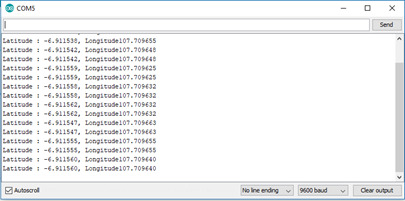 COM5
Send
Latitude : -6.911538, Longitude107.709655
Latitude : -6.911542, Longitude107.709648
Latitude : -6.911542, Longitude107.709648
Latitude : -6.911559, Longitude107.709625
Latitude : -6.911559, Longitude107.709625
Latitude : -6.911558, Longitude107.709632
Latitude : -6.911558, Longitude107.709632
Latitude : -6.911562, Longitude107.709632
Latitude : -6.911562, Longitude107.709632
Latitude : -6.911547, Longitude107.709663
Latitude : -6.911547, Longitude107.709663
Latitude : -6.911555, Longitude107.709655
Latitude : -6.911555, Longitude107.709655
Latitude : -6.911560, Longitude107.709640
Latitude : -6.911560, Longitude107.709640
Autoscroll
No line ending
9600 baud
Clear output